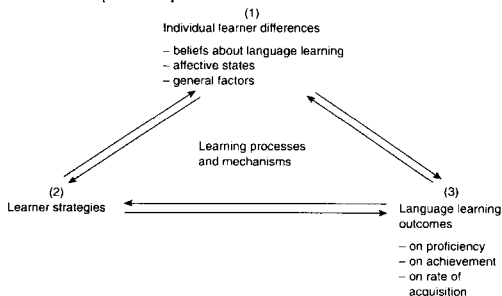 (1)
Individual learner differences
– beliefs about language learning
– affective states
– general factors
Learning processes
and mechanisms
(2)
Learner strategies
(3)
Language learning
outcomes
– on proficiency
– on achievement
– on rate of
acquisition